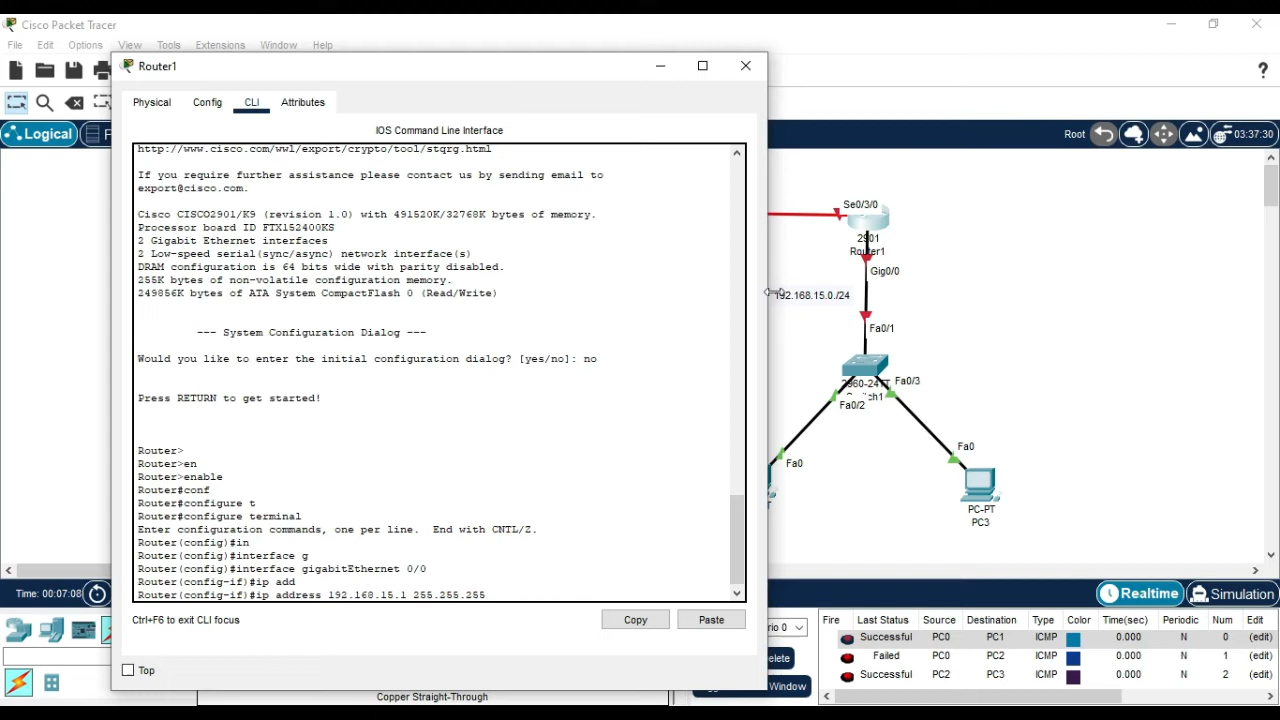 Cisco Packet Tracer
File Edit Options View Tools Extensions Window Help
Router1
Physical Config CLI Attributes
Logical
Root
03:37:30
IOS Command Line Interface
http://www.cisco.com/wwl/export/crypto/tool/stqrg.html
If you require further assistance please contact us by sending email to
export@cisco.com.
Cisco CISCO2901/K9 (revision 1.0) with 491520K/32768K bytes of memory.
Processor board ID FTX152400KS
2 Gigabit Ethernet interfaces
2 Low-speed serial(sync/async) network interface(s)
DRAM configuration is 64 bits wide with parity disabled.
255K bytes of non-volatile configuration memory.
249856K bytes of ATA System CompactFlash 0 (Read/Write)
--- System Configuration Dialog ---
Would you like to enter the initial configuration dialog? [yes/no]: no
Press RETURN to get started!
Router>
Router>en
Router>enable
Router#conf
Router#configure t
Router#configure terminal
Enter configuration commands, one per line. End with CNTL/Z.
Router(config)#in
Router(config)#interface g
Router(config)#interface gigabitEthernet 0/0
Router(config-if)#ip add
Router(config-if)#ip address 192.168.15.1 255.255.255
Ctrl+F6 to exit CLI focus
Copy Paste
Top
Se0/3/0
2901
Router1
Gig0/0
192.168.15.0./24
Fa0/1
Fa0/3
Fa0/2
Fa0
Fa0
PC-PT
PC3
Time: 00:07:08
Realtime Simulation
Fire Last Status Source Destination Type Color Time(sec) Periodic Num Edit
Successful PC0 PC1 ICMP 0.000 N 0 (edit)
Failed PC0 PC2 ICMP 0.000 N 1 (edit)
Successful PC2 PC3 ICMP 0.000 N 2 (edit)
Window
Copper Straight-Through